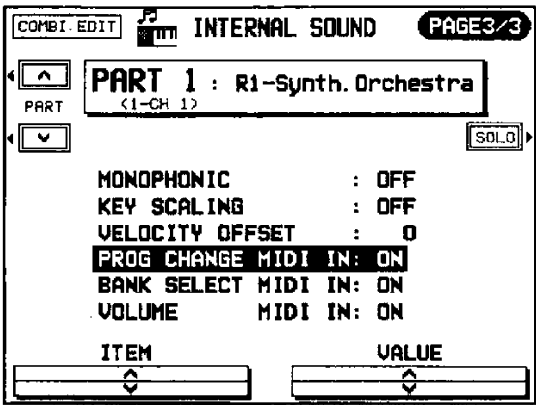 COMBI.EDIT INTERNAL SOUND PAGE3/3
PART 1 : R1-Synth.Orchestra
(1-CH 1)
PART
SOLO
MONOPHONIC : OFF
KEY SCALING : OFF
VELOCITY OFFSET : 0
PROG CHANGE MIDI IN: ON
BANK SELECT MIDI IN: ON
VOLUME MIDI IN: ON
ITEM VALUE